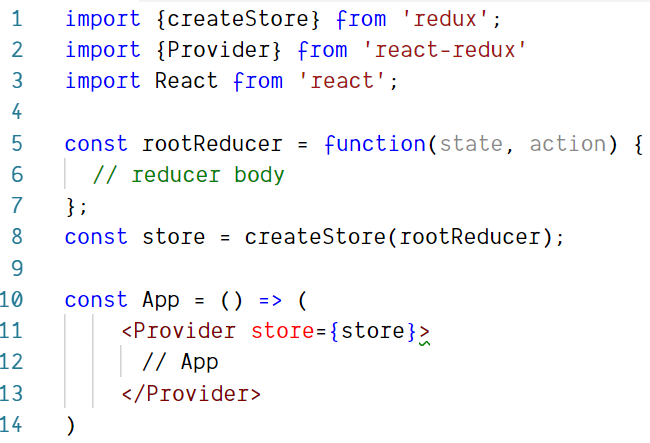 1 import {createStore} from 'redux';
2 import {Provider} from 'react-redux'
3 import React from 'react';
4
5 const rootReducer = function(state, action) {
6 // reducer body
7 };
8 const store = createStore(rootReducer);
9
10 const App = () => (
11 <Provider store={store}>
12 // App
13 </Provider>
14 )